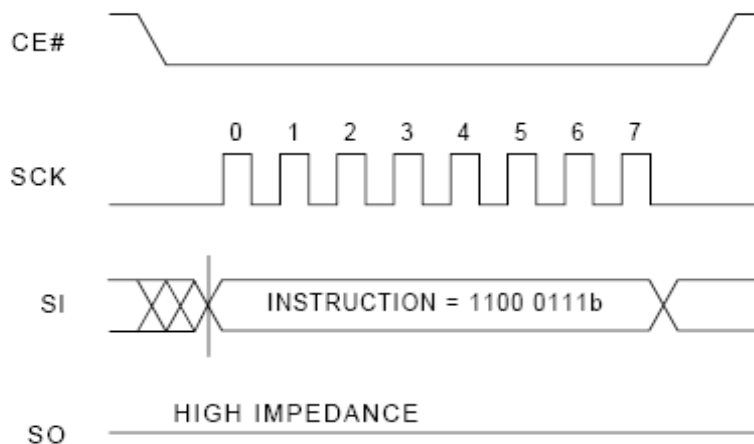 CE#
0 1 2 3 4 5 6 7
SCK
SI
INSTRUCTION = 1100 0111b
HIGH IMPEDANCE
SO